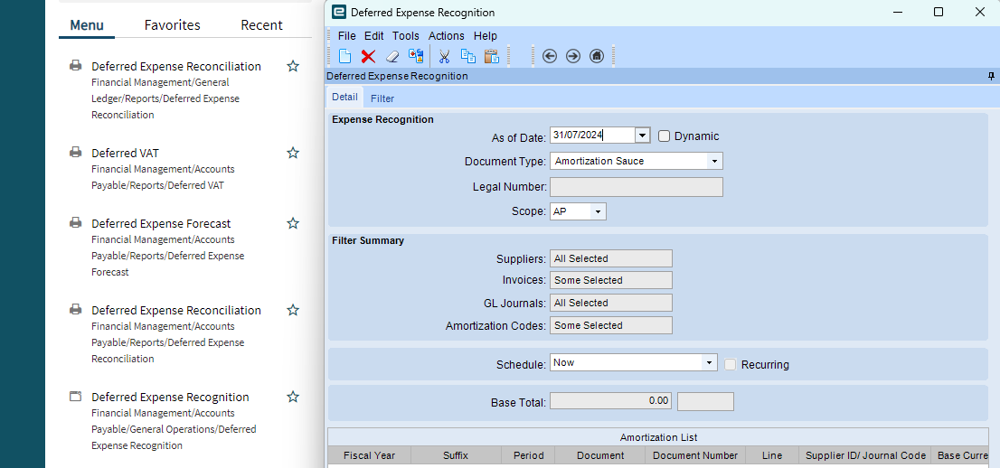 Menu Favorites Recent
Deferred Expense Reconciliation
Financial Management/General
Ledger/Reports/Deferred Expense
Reconciliation
Deferred VAT
Financial Management/Accounts
Payable/Reports/Deferred VAT
Deferred Expense Forecast
Financial Management/Accounts
Payable/Reports/Deferred Expense
Forecast
Deferred Expense Reconciliation
Financial Management/Accounts
Payable/Reports/Deferred Expense
Reconciliation
Deferred Expense Recognition
Financial Management/Accounts
Payable/General Operations/Deferred
Expense Recognition
Deferred Expense Recognition
File Edit Tools Actions Help
Deferred Expense Recognition
Detail Filter
Expense Recognition
As of Date: 31/07/2024 Dynamic
Document Type: Amortization Sauce
Legal Number:
Scope: AP
Filter Summary
Suppliers: All Selected
Invoices: Some Selected
GL Journals: All Selected
Amortization Codes: Some Selected
Schedule: Now Recurring
Base Total: 0.00
Amortization List
Fiscal Year Suffix Period Document Document Number Line Supplier ID/ Journal Code Base Curre